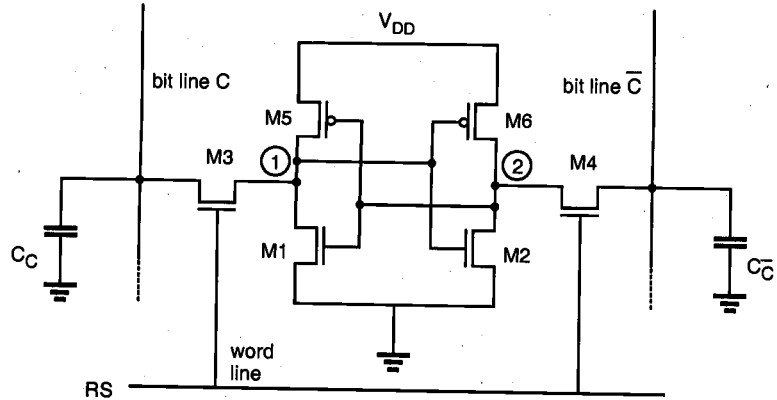 V_DD
bit line C
bit line C̅
M5
M6
M3
1
2
M4
M1
M2
C_C
C_C̅
word
line
RS